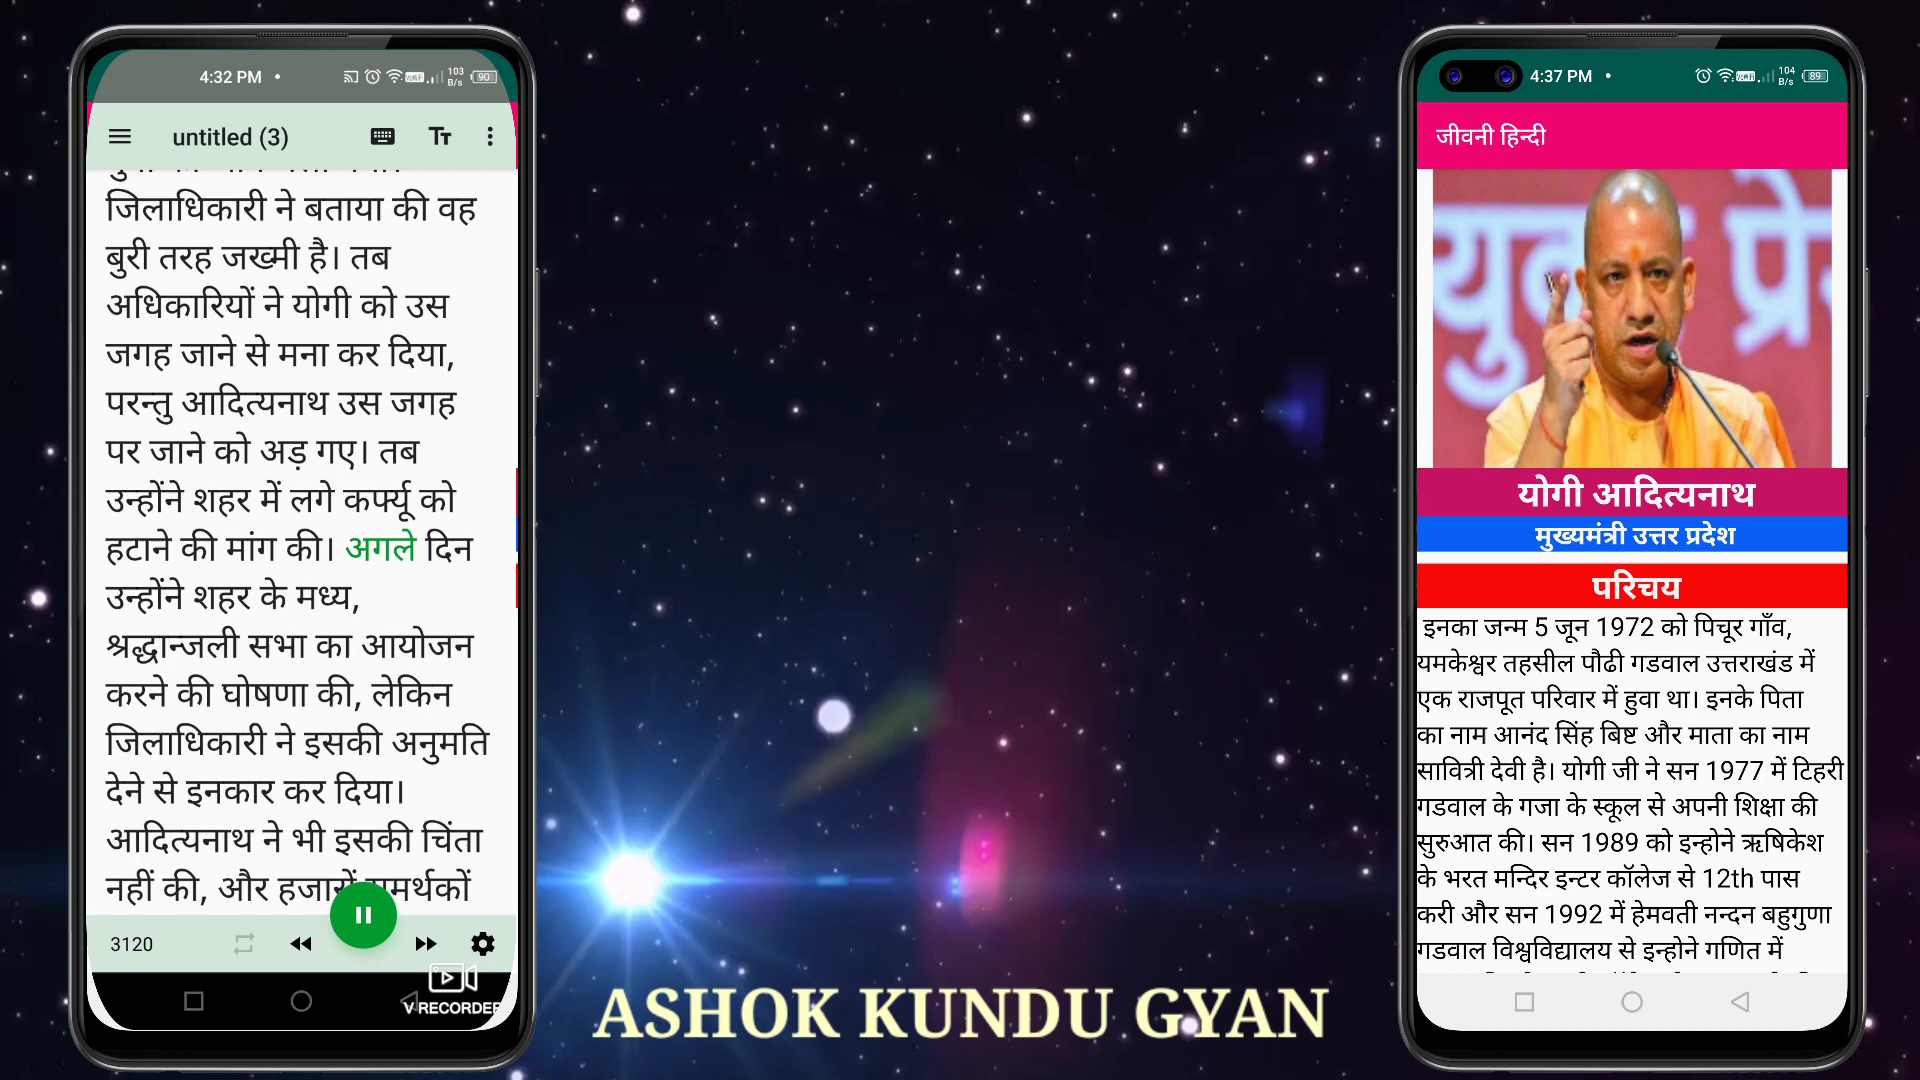 4:32 PM
103
B/s
90
untitled (3)
जिलाधिकारी ने बताया की वह
बुरी तरह जख्मी है। तब
अधिकारियों ने योगी को उस
जगह जाने से मना कर दिया,
परन्तु आदित्यनाथ उस जगह
पर जाने को अड़ गए। तब
उन्होंने शहर में लगे कर्फ्यू को
हटाने की मांग की। अगले दिन
उन्होंने शहर के मध्य,
श्रद्धान्जली सभा का आयोजन
करने की घोषणा की, लेकिन
जिलाधिकारी ने इसकी अनुमति
देने से इनकार कर दिया।
आदित्यनाथ ने भी इसकी चिंता
नहीं की, और हजारों समर्थकों
3120
V-RECORDER
ASHOK KUNDU GYAN
4:37 PM
104
B/s
89
जीवनी हिन्दी
योगी आदित्यनाथ
मुख्यमंत्री उत्तर प्रदेश
परिचय
इनका जन्म 5 जून 1972 को पिचूर गाँव,
यमकेश्वर तहसील पौढी गडवाल उत्तराखंड में
एक राजपूत परिवार में हुवा था। इनके पिता
का नाम आनंद सिंह बिष्ट और माता का नाम
सावित्री देवी है। योगी जी ने सन 1977 में टिहरी
गडवाल के गजा के स्कूल से अपनी शिक्षा की
सुरुआत की। सन 1989 को इन्होने ऋषिकेश
के भरत मन्दिर इन्टर कॉलेज से 12th पास
करी और सन 1992 में हेमवती नन्दन बहुगुणा
गडवाल विश्वविद्यालय से इन्होने गणित में